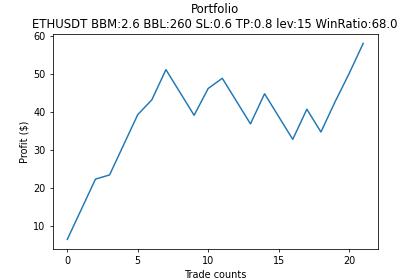 Portfolio
ETHUSDT BBM:2.6 BBL:260 SL:0.6 TP:0.8 lev:15 WinRatio:68.0
60
50
40
30
20
10
Profit ($)
0
5
10
15
20
Trade counts